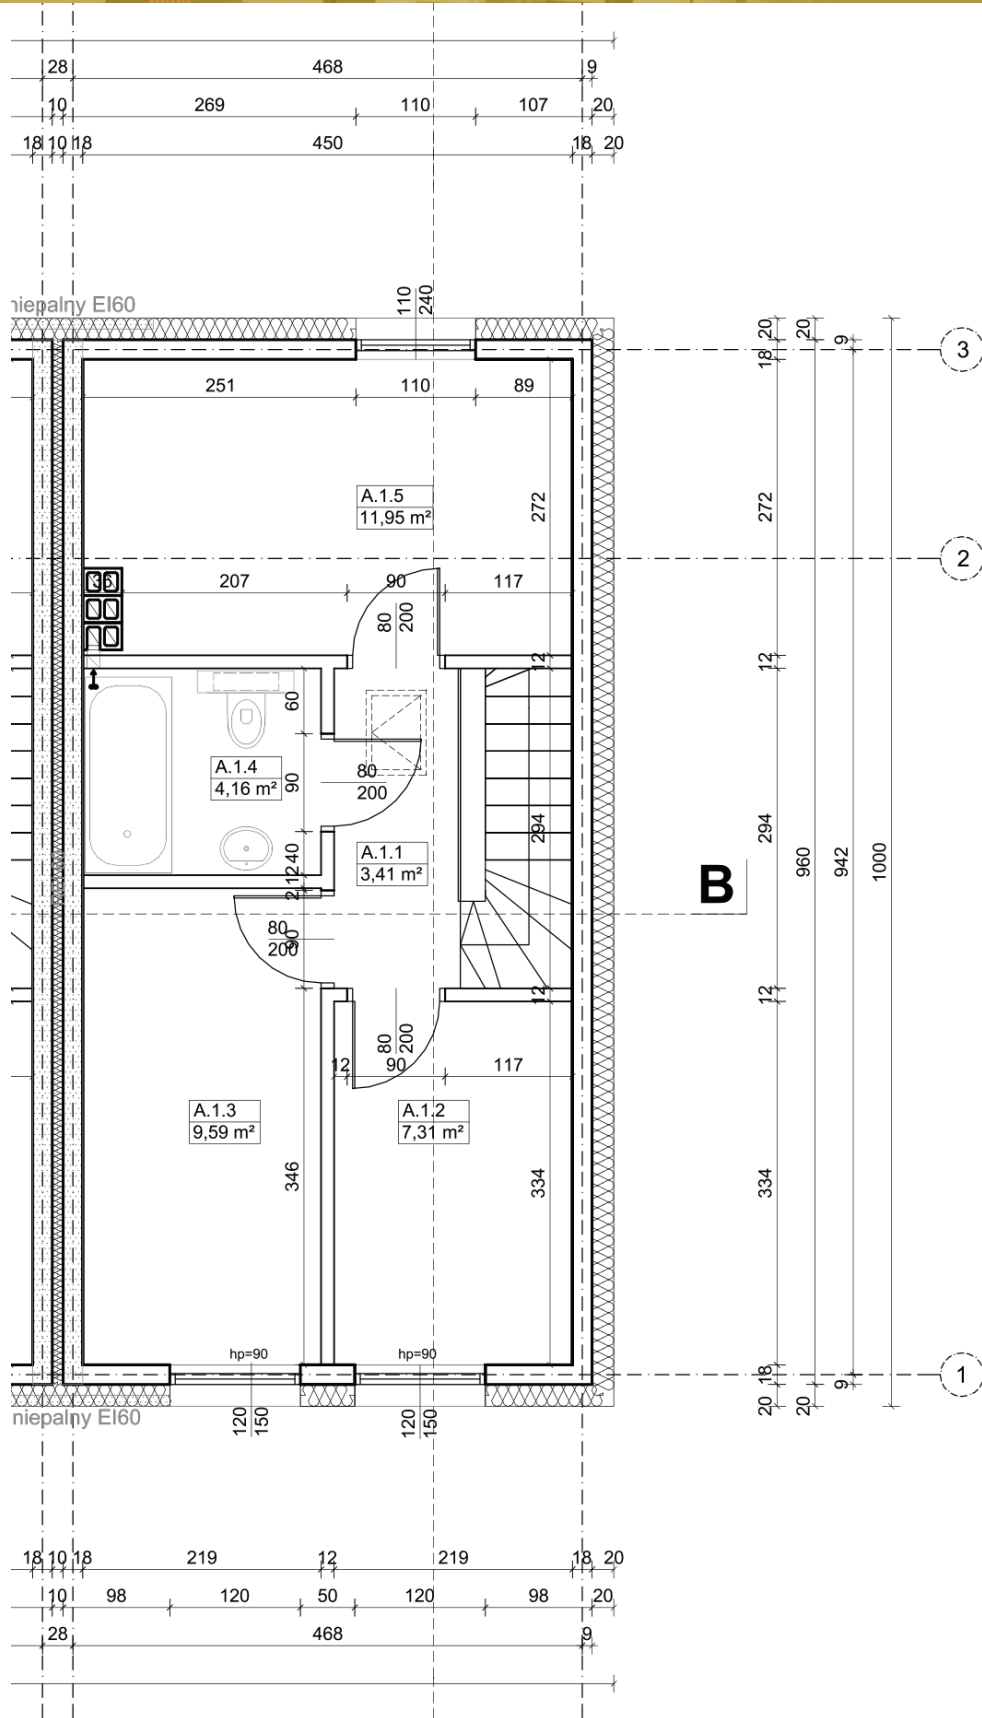 28 468 9
10 269 110 107 20
18 10 18 450 18 20
niepalny EI60
110
240
20 20 9
18
3
251 110 89
A.1.5
11,95 m²
272 272
2
36 207 90 117
80
200
12 12
60
A.1.4
4,16 m²
90
80
200
294 294
960 942 1000
A.1.1
3,41 m²
40
12
2
B
80
200
90
12 12
80
200
12 90 117
A.1.3
9,59 m²
A.1.2
7,31 m²
346 334 334
hp=90 hp=90
18
9
1
20 20
niepalny EI60
120
150
120
150
18 10 18 219 12 219 18 20
10 98 120 50 120 98 20
28 468 9